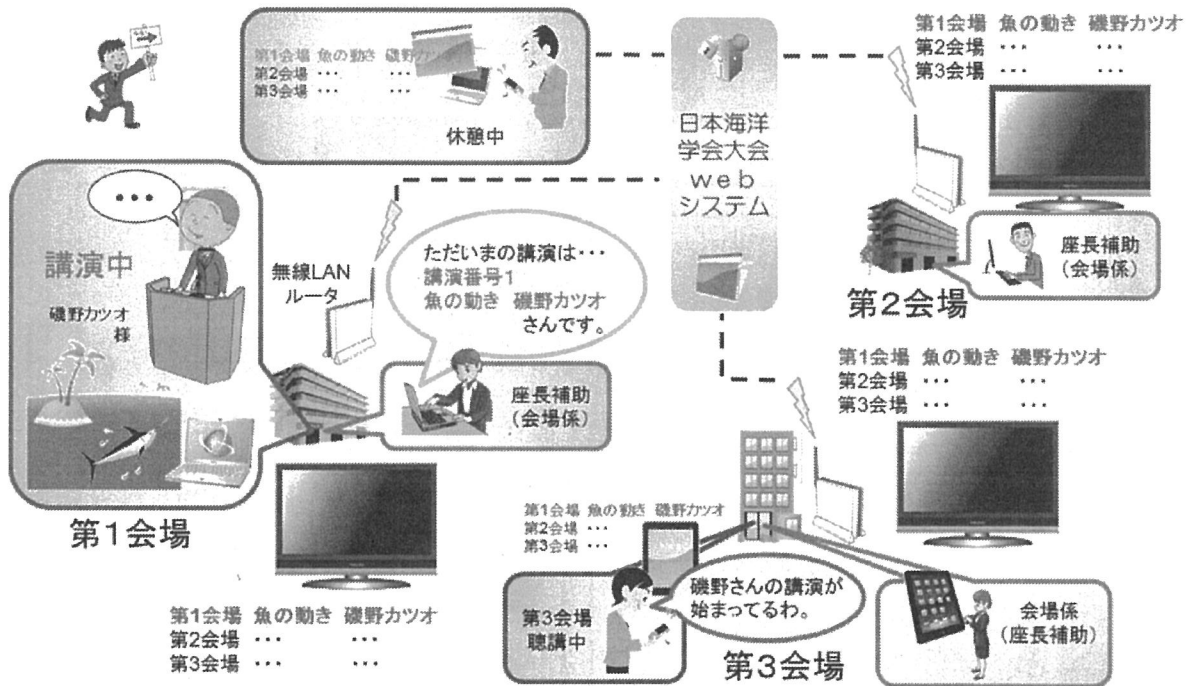 第1会場 魚の動き 磯野カツオ
第2会場 ・・・ ・・・
第3会場 ・・・ ・・・
休憩中
日本海洋
学会大会
web
システム
第1会場 魚の動き 磯野カツオ
第2会場 ・・・ ・・・
第3会場 ・・・ ・・・
座長補助
(会場係)
第2会場
・・・
講演中
磯野カツオ
様
無線LAN
ルータ
ただいまの講演は・・・
講演番号1
魚の動き 磯野カツオ
さんです。
座長補助
(会場係)
第1会場
第1会場 魚の動き 磯野カツオ
第2会場 ・・・ ・・・
第3会場 ・・・ ・・・
第1会場 魚の動き 磯野カツオ
第2会場 ・・・ ・・・
第3会場 ・・・ ・・・
第1会場 魚の動き 磯野カツオ
第2会場 ・・・
第3会場 ・・・
第3会場
聴講中
磯野さんの講演が
始まってるわ。
第3会場
会場係
(座長補助)